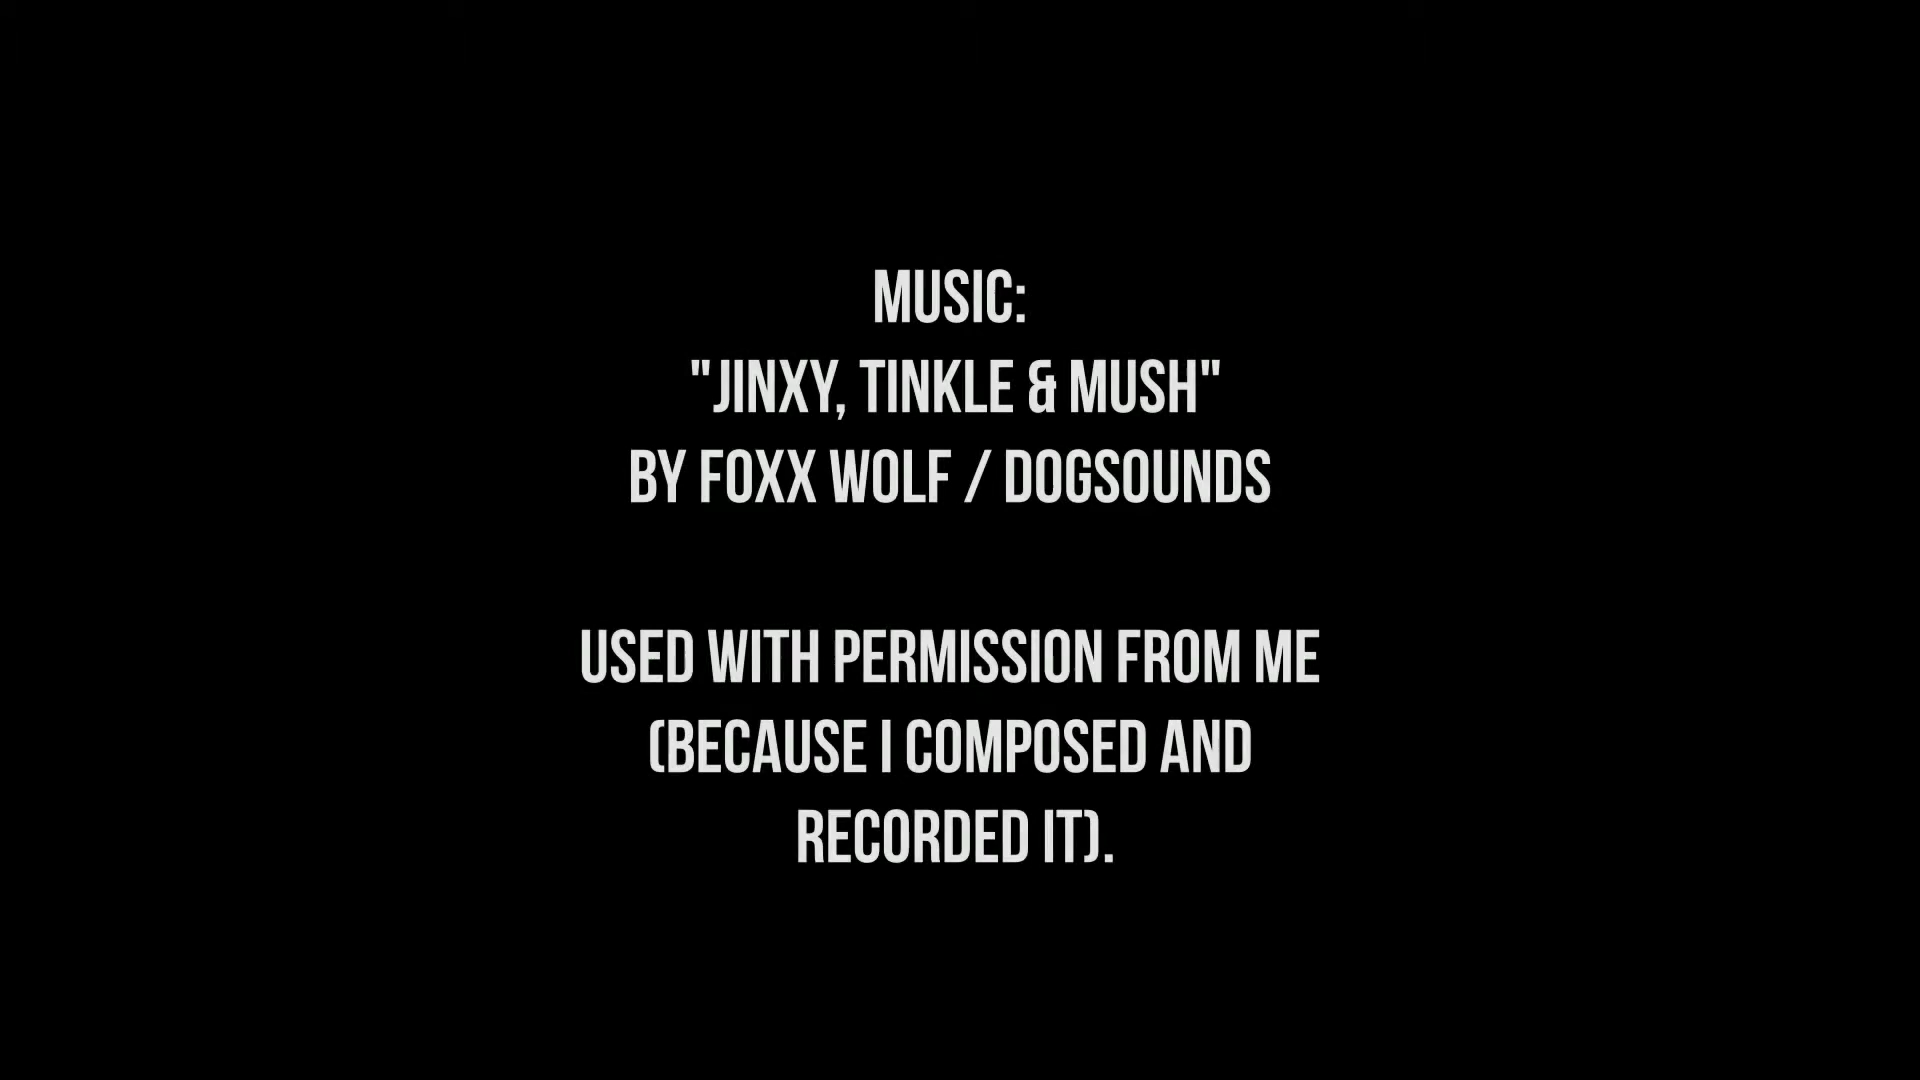 MUSIC:
"JINXY, TINKLE & MUSH"
BY FOXX WOLF / DOGSOUNDS
USED WITH PERMISSION FROM ME
(BECAUSE I COMPOSED AND
RECORDED IT).